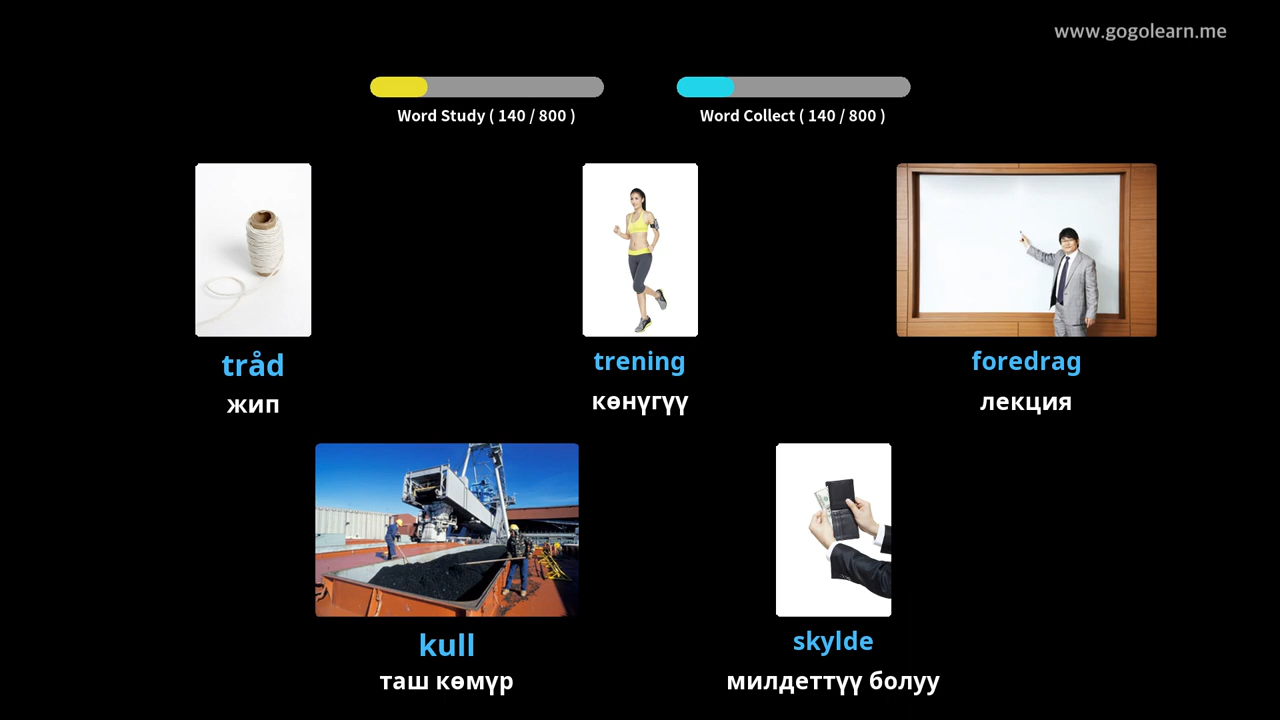 www.gogolearn.me
Word Study ( 140 / 800 )
Word Collect ( 140 / 800 )
tråd
жип
trening
көнүгүү
foredrag
лекция
kull
таш көмүр
skylde
милдеттүү болуу